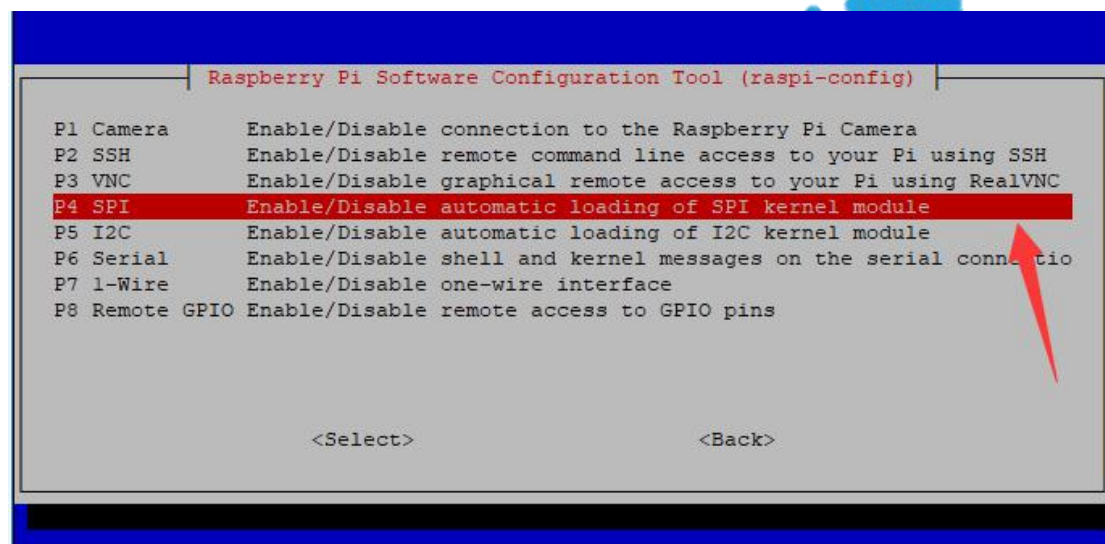 Raspberry Pi Software Configuration Tool (raspi-config)
P1 Camera Enable/Disable connection to the Raspberry Pi Camera
P2 SSH Enable/Disable remote command line access to your Pi using SSH
P3 VNC Enable/Disable graphical remote access to your Pi using RealVNC
P4 SPI Enable/Disable automatic loading of SPI kernel module
P5 I2C Enable/Disable automatic loading of I2C kernel module
P6 Serial Enable/Disable shell and kernel messages on the serial
P7 1-Wire Enable/Disable one-wire interface
P8 Remote GPIO Enable/Disable remote access to GPIO pins
<Select> <Back>